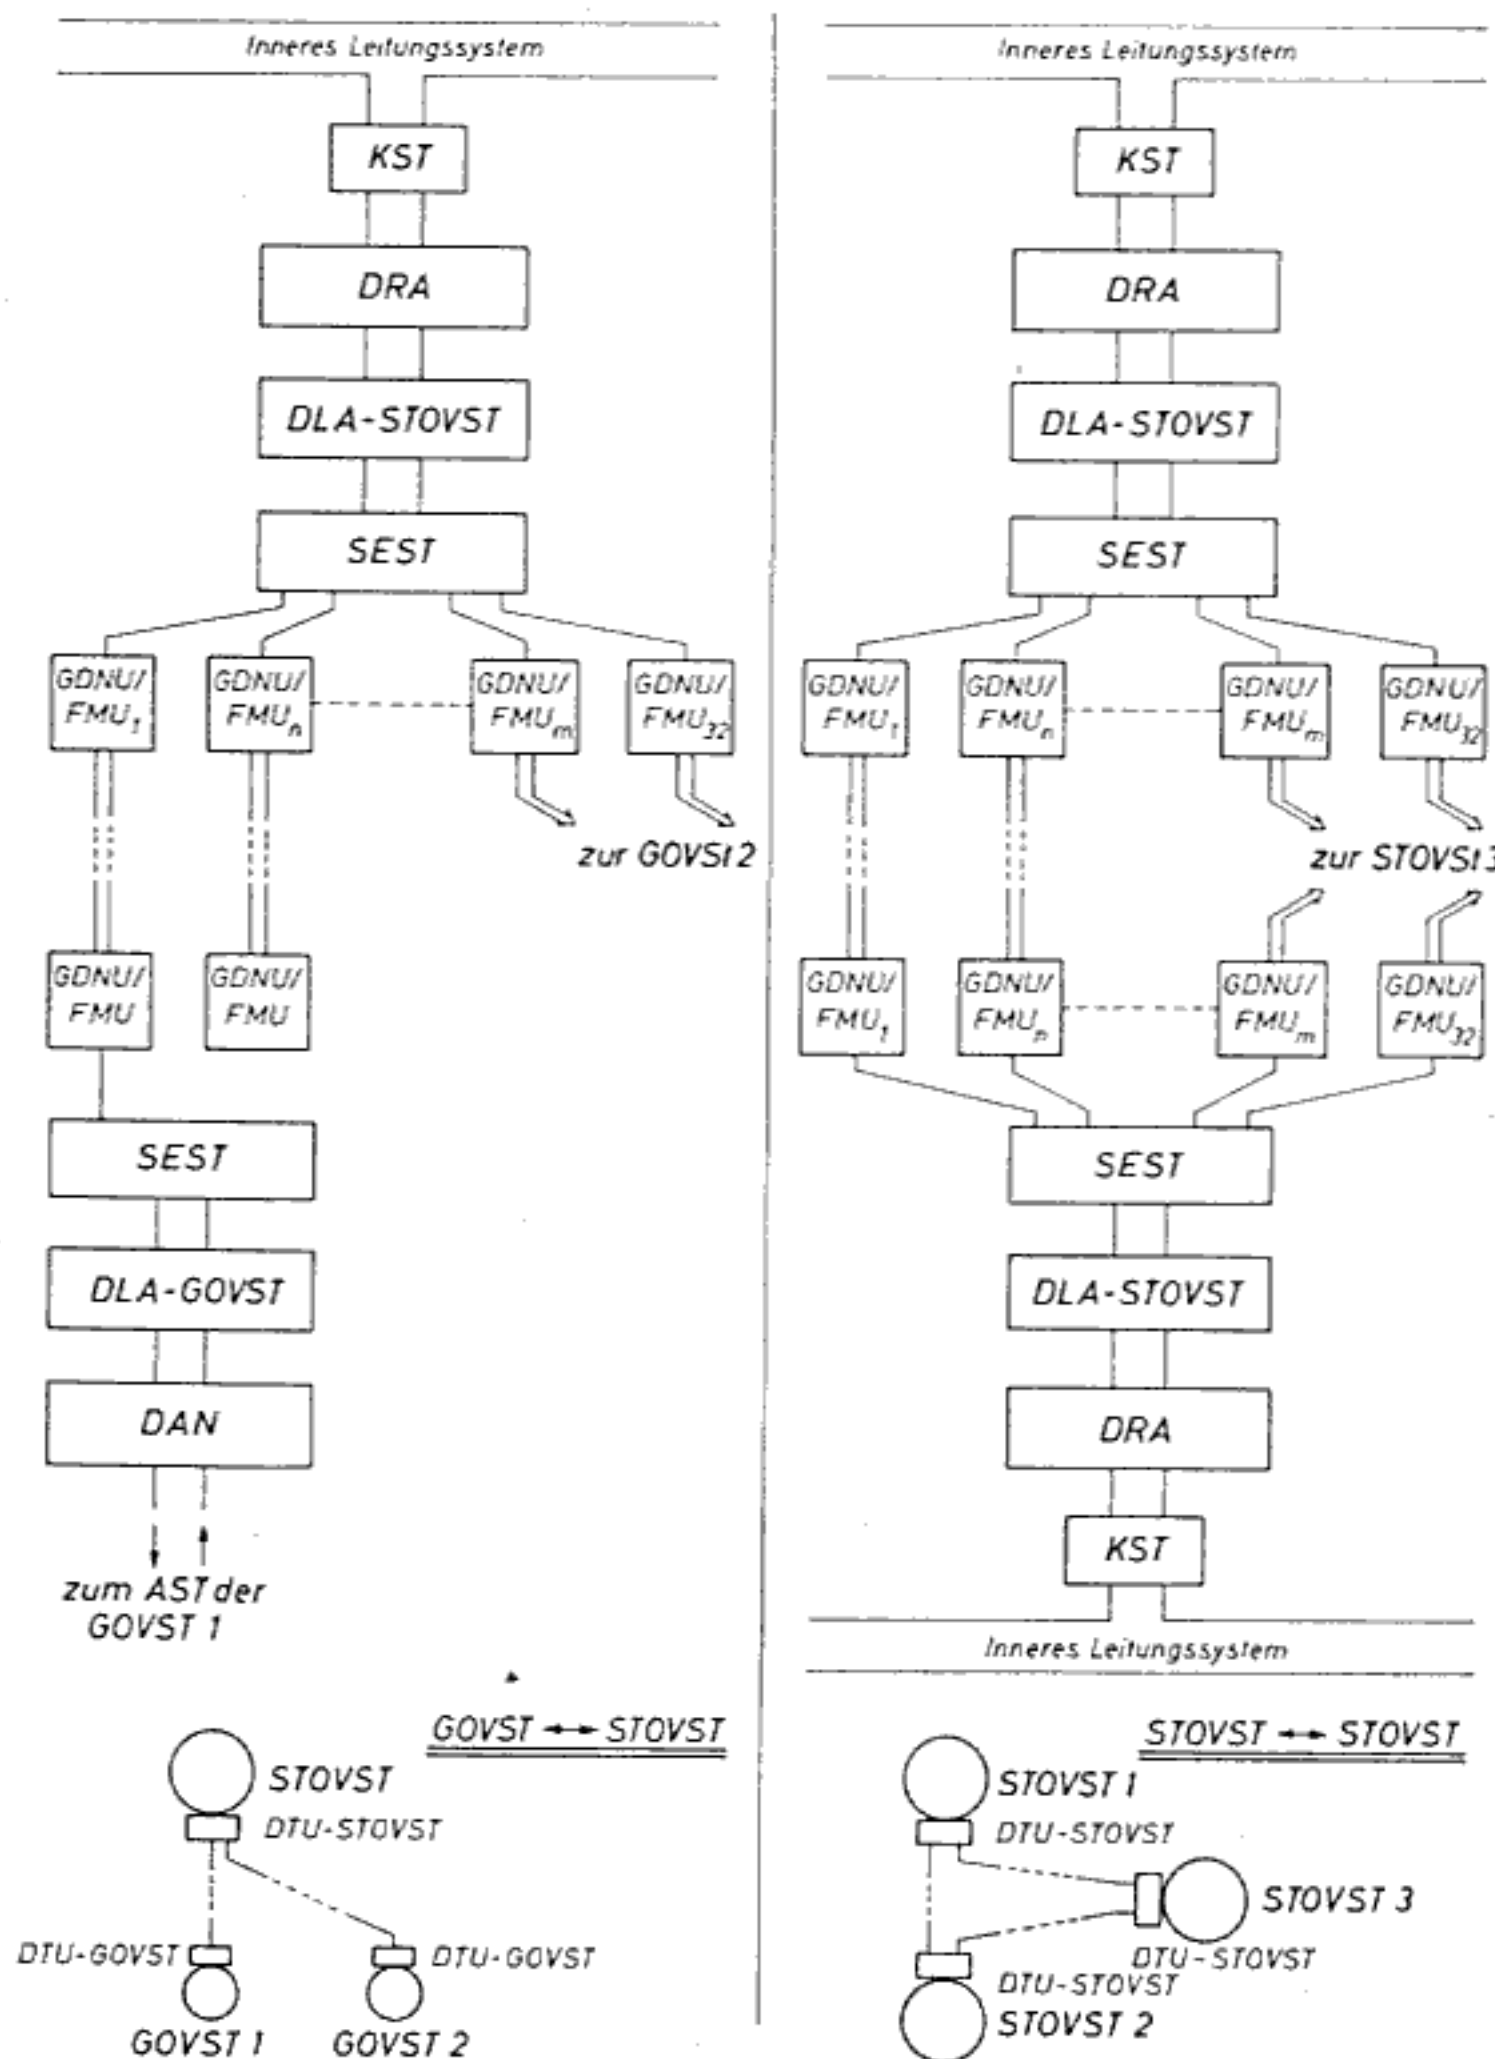 Inneres Leitungssystem
KST
DRA
DLA-STOVST
SEST
GDNU/
FMU1
GDNU/
FMUn
GDNU/
FMUm
GDNU/
FMU32
zur GOVSt 2
GDNU/
FMU
GDNU/
FMU
SEST
DLA-GOVST
DAN
zum AST der
GOVST 1
GOVST ↔ STOVST
STOVST
DTU-STOVST
DTU-GOVST
DTU-GOVST
GOVST 1
GOVST 2
Inneres Leitungssystem
KST
DRA
DLA-STOVST
SEST
GDNU/
FMU1
GDNU/
FMUn
GDNU/
FMUm
GDNU/
FMU32
zur STOVSt 3
GDNU/
FMU1
GDNU/
FMUn
GDNU/
FMUm
GDNU/
FMU32
SEST
DLA-STOVST
DRA
KST
Inneres Leitungssystem
STOVST ↔ STOVST
STOVST 1
DTU-STOVST
STOVST 3
DTU-STOVST
DTU-STOVST
STOVST 2